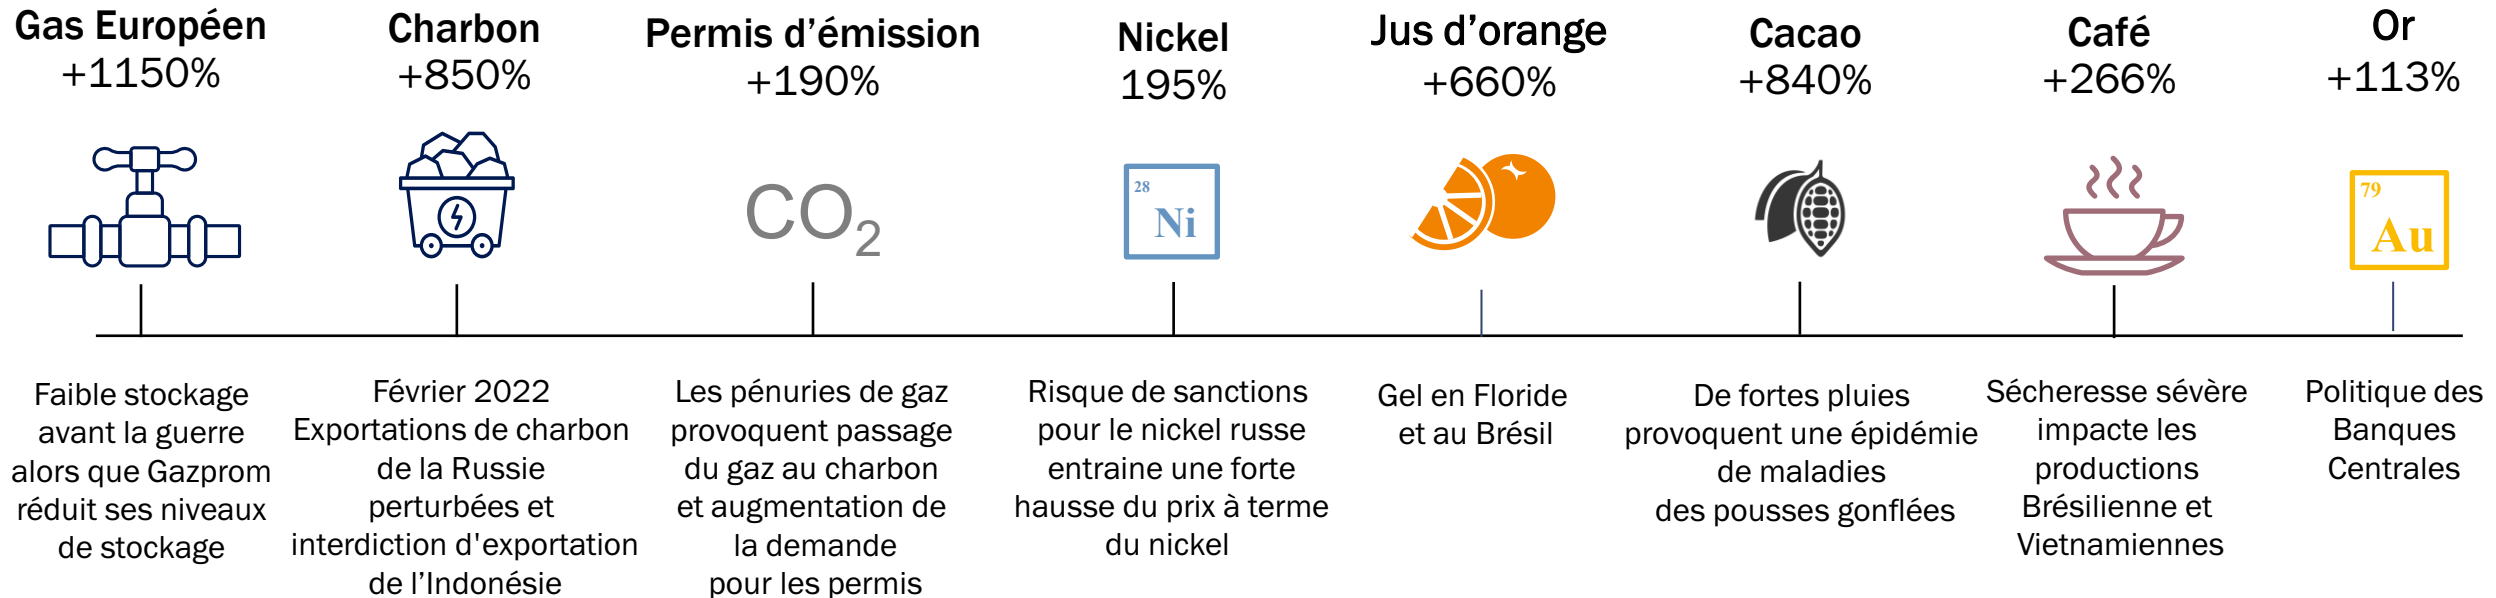 Gas Européen
+1150%
Charbon
+850%
Permis d’émission
+190%
Nickel
195%
Jus d’orange
+660%
Cacao
+840%
Café
+266%
Or
+113%
CO₂
28
Ni
79
Au
Faible stockage
avant la guerre
alors que Gazprom
réduit ses niveaux
de stockage
Février 2022
Exportations de charbon
de la Russie
perturbées et
interdiction d'exportation
de l’Indonésie
Les pénuries de gaz
provoquent passage
du gaz au charbon
et augmentation de
la demande
pour les permis
Risque de sanctions
pour le nickel russe
entraine une forte
hausse du prix à terme
du nickel
Gel en Floride
et au Brésil
De fortes pluies
provoquent une épidémie
de maladies
des pousses gonflées
Sécheresse sévère
impacte les
productions
Brésilienne et
Vietnamiennes
Politique des
Banques
Centrales